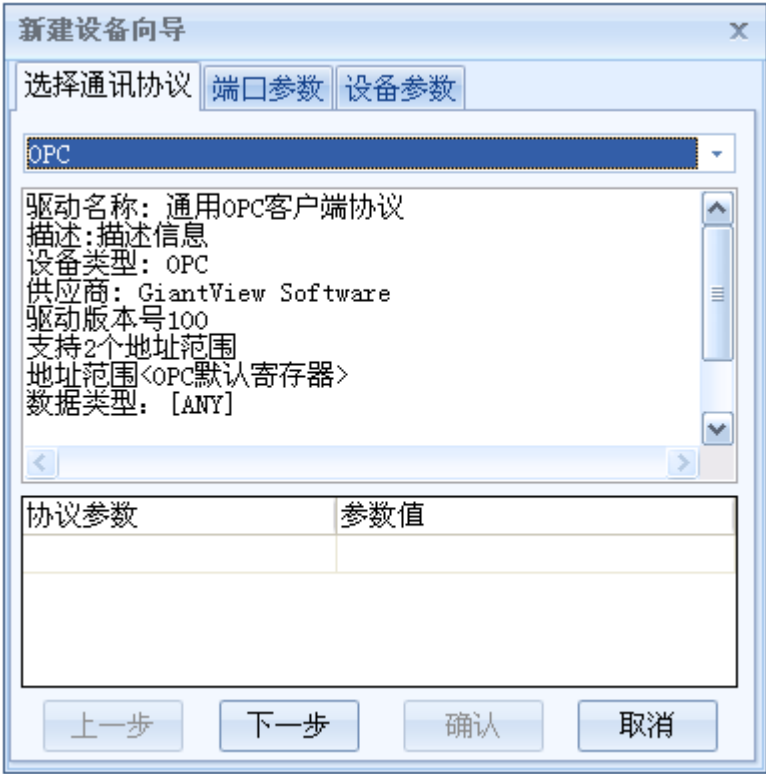 新建设备向导
选择通讯协议 端口参数 设备参数
OPC
驱动名称: 通用OPC客户端协议
描述:描述信息
设备类型: OPC
供应商: GiantView Software
驱动版本号100
支持2个地址范围
地址范围<OPC默认寄存器>
数据类型: [ANY]
协议参数 参数值
上一步 下一步 确认 取消